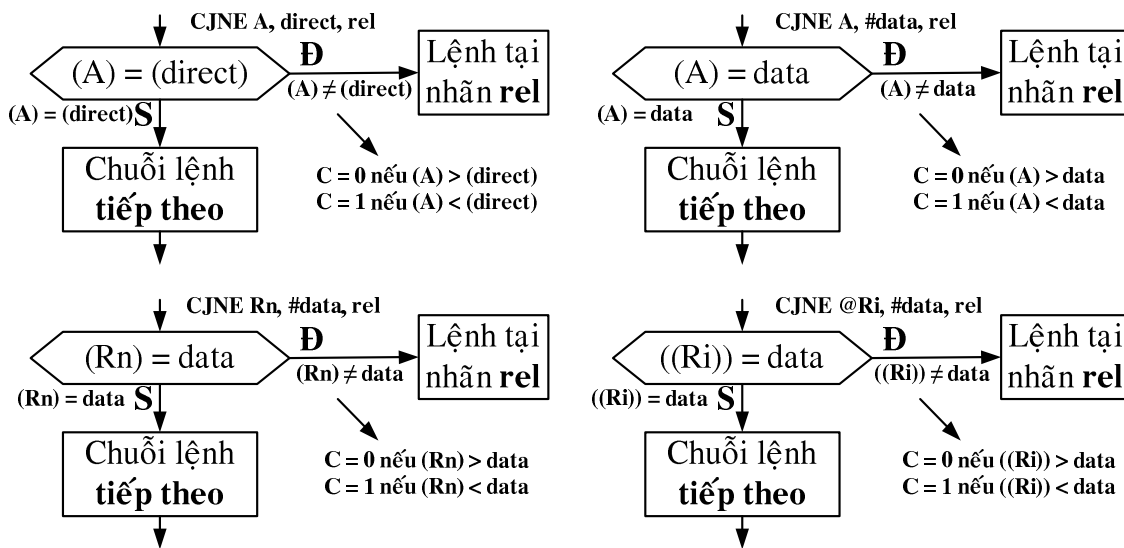 CJNE A, direct, rel
(A) = (direct)
Đ
(A) ≠ (direct)
Lệnh tại
nhãn rel
(A) = (direct) S
Chuỗi lệnh
tiếp theo
C = 0 nếu (A) > (direct)
C = 1 nếu (A) < (direct)
CJNE A, #data, rel
(A) = data
Đ
(A) ≠ data
Lệnh tại
nhãn rel
(A) = data S
Chuỗi lệnh
tiếp theo
C = 0 nếu (A) > data
C = 1 nếu (A) < data
CJNE Rn, #data, rel
(Rn) = data
Đ
(Rn) ≠ data
Lệnh tại
nhãn rel
(Rn) = data S
Chuỗi lệnh
tiếp theo
C = 0 nếu (Rn) > data
C = 1 nếu (Rn) < data
CJNE @Ri, #data, rel
((Ri)) = data
Đ
((Ri)) ≠ data
Lệnh tại
nhãn rel
((Ri)) = data S
Chuỗi lệnh
tiếp theo
C = 0 nếu ((Ri)) > data
C = 1 nếu ((Ri)) < data